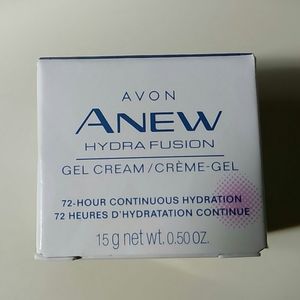 AVON
ANEW
HYDRA FUSION
GEL CREAM/CRÈME-GEL
72-HOUR CONTINUOUS HYDRATION
72 HEURES D'HYDRATATION CONTINUE
15 g net wt. 0.50 oz.